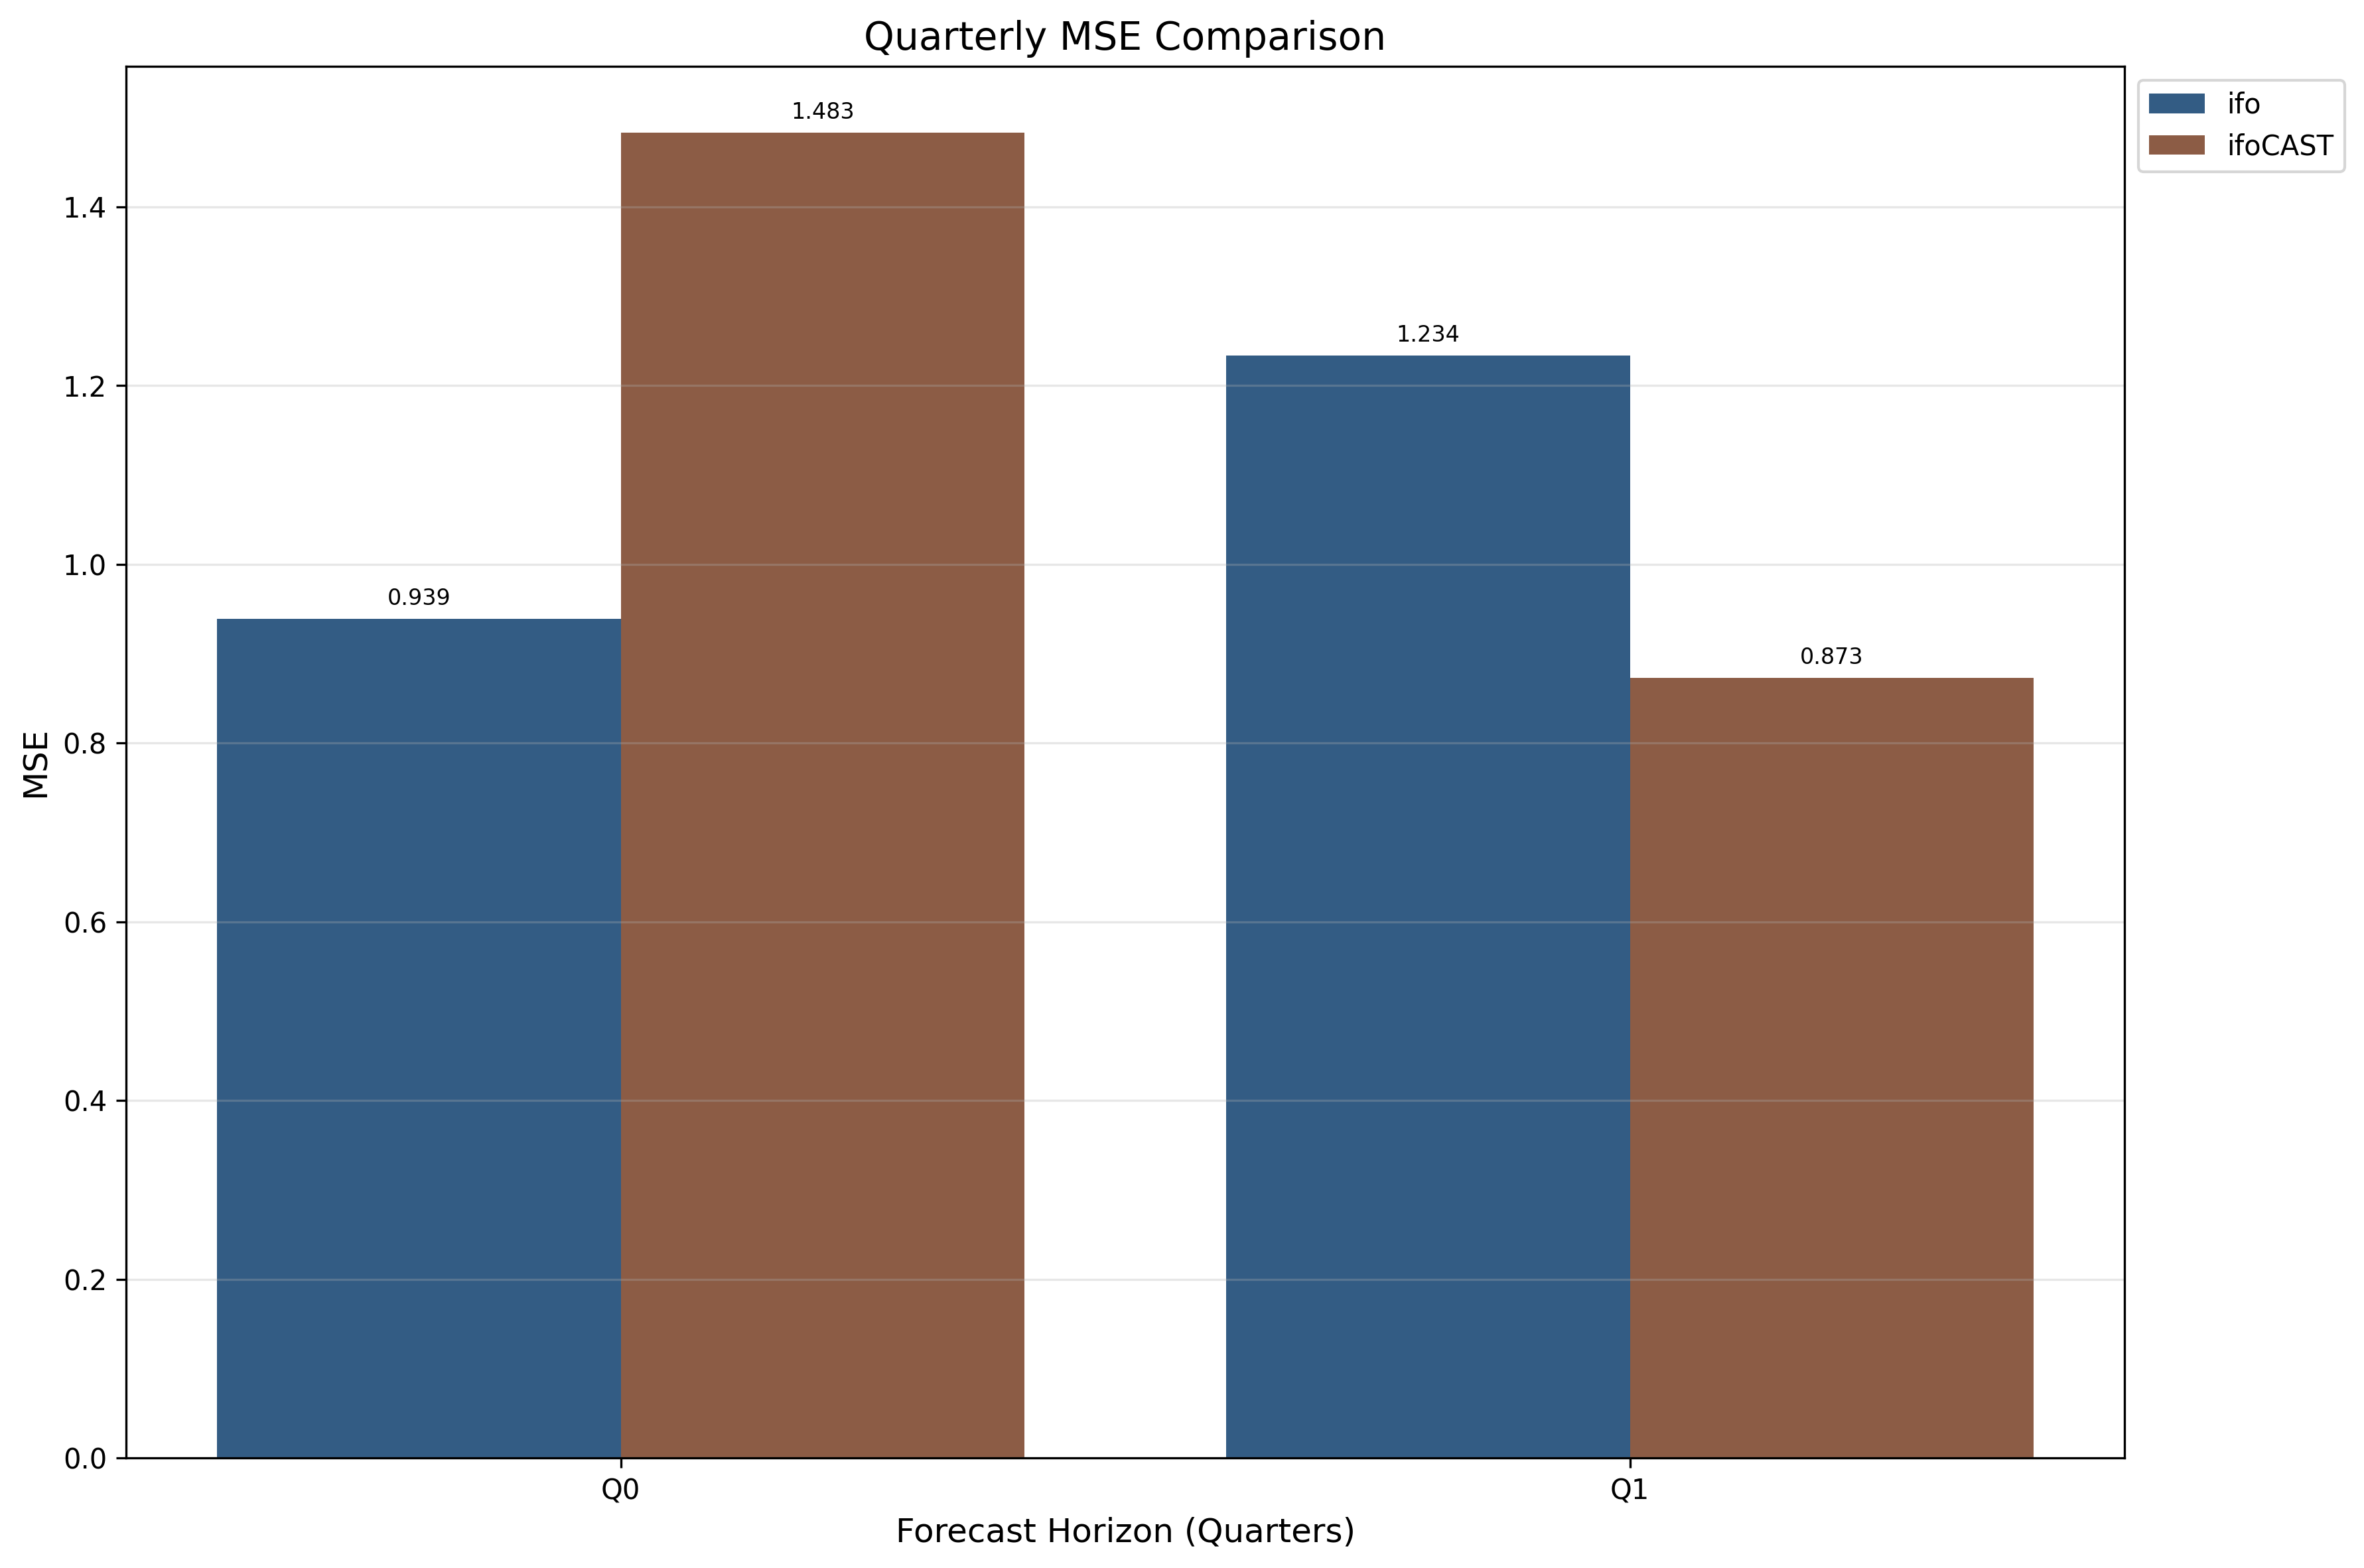 Quarterly MSE Comparison
ifo
ifoCAST
1.483
1.234
0.939
0.873
MSE
1.4
1.2
1.0
0.8
0.6
0.4
0.2
0.0
Q0
Q1
Forecast Horizon (Quarters)